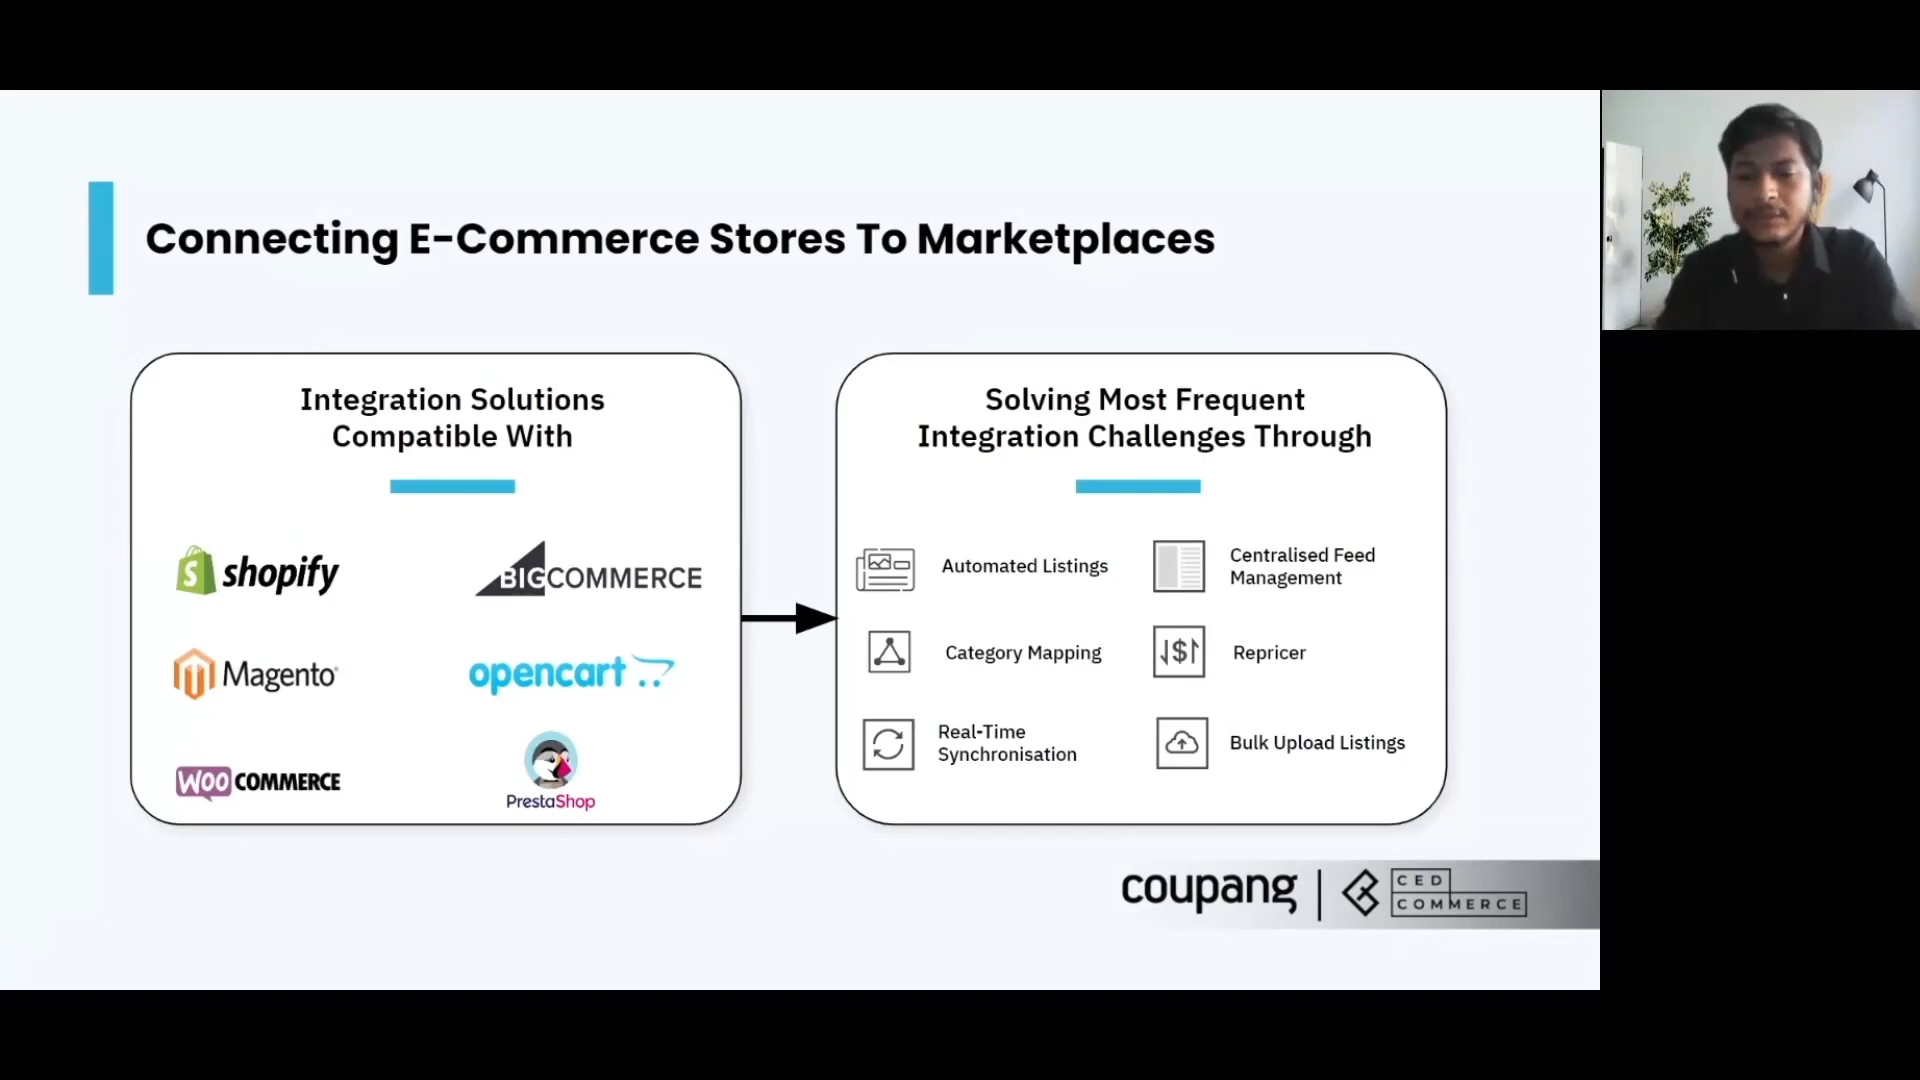 Connecting E-Commerce Stores To Marketplaces
Integration Solutions
Compatible With
shopify
BIGCOMMERCE
Magento
opencart
WOO COMMERCE
PrestaShop
Solving Most Frequent
Integration Challenges Through
Automated Listings
Centralised Feed
Management
Category Mapping
Repricer
Real-Time
Synchronisation
Bulk Upload Listings
coupang
CED
COMMERCE